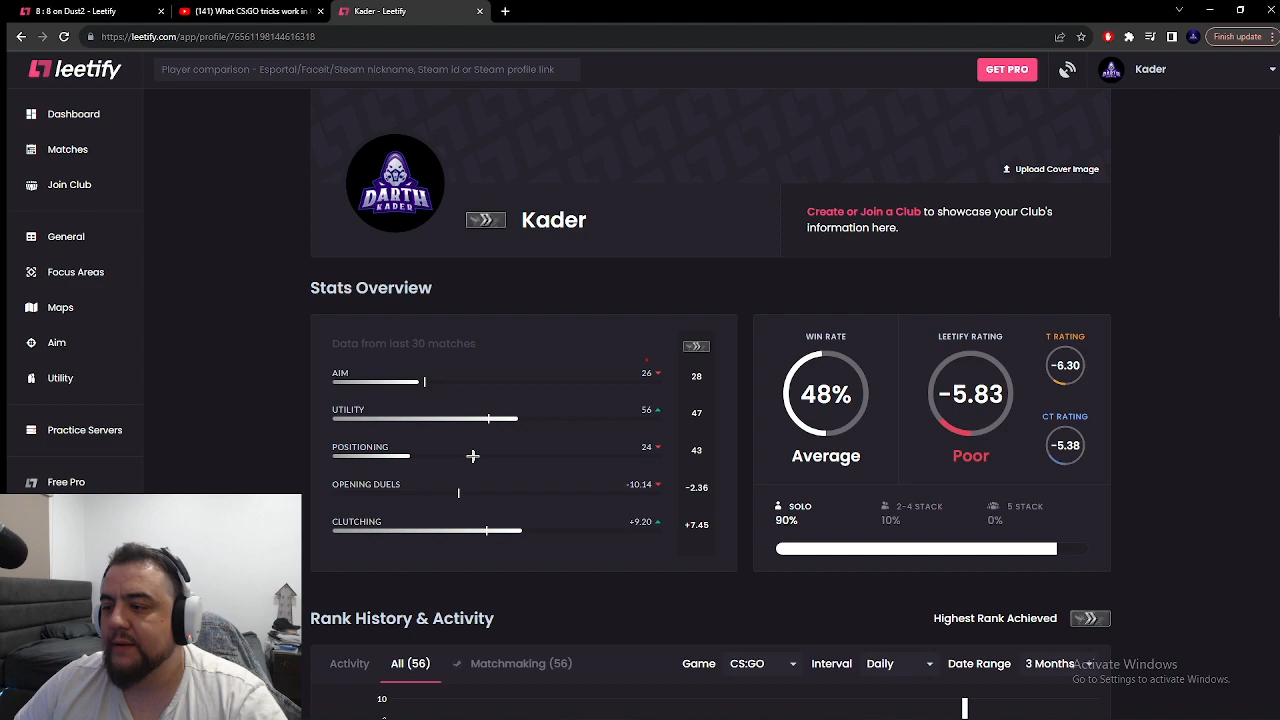 8 : 8 on Dust2 - Leetify
(141) What CS:GO tricks work in
Kader - Leetify
https://leetify.com/app/profile/76561198144616318
Finish update
leetify
Player comparison - Esportal/Faceit/Steam nickname, Steam id or Steam profile link
GET PRO
Kader
Dashboard
Matches
Join Club
General
Focus Areas
Maps
Aim
Utility
Practice Servers
Free Pro
DARTH
KADER
Kader
Upload Cover Image
Create or Join a Club to showcase your Club's
information here.
Stats Overview
Data from last 30 matches
AIM 26 28
UTILITY 56 47
POSITIONING 24 43
OPENING DUELS -10.14 -2.36
CLUTCHING +9.20 +7.45
WIN RATE
48%
Average
LEETIFY RATING
-5.83
Poor
T RATING
-6.30
CT RATING
-5.38
SOLO
90%
2-4 STACK
10%
5 STACK
0%
Rank History & Activity
Highest Rank Achieved
Activity All (56) Matchmaking (56) Game CS:GO Interval Daily Date Range 3 Months
10
Activate Windows
Go to Settings to activate Windows.